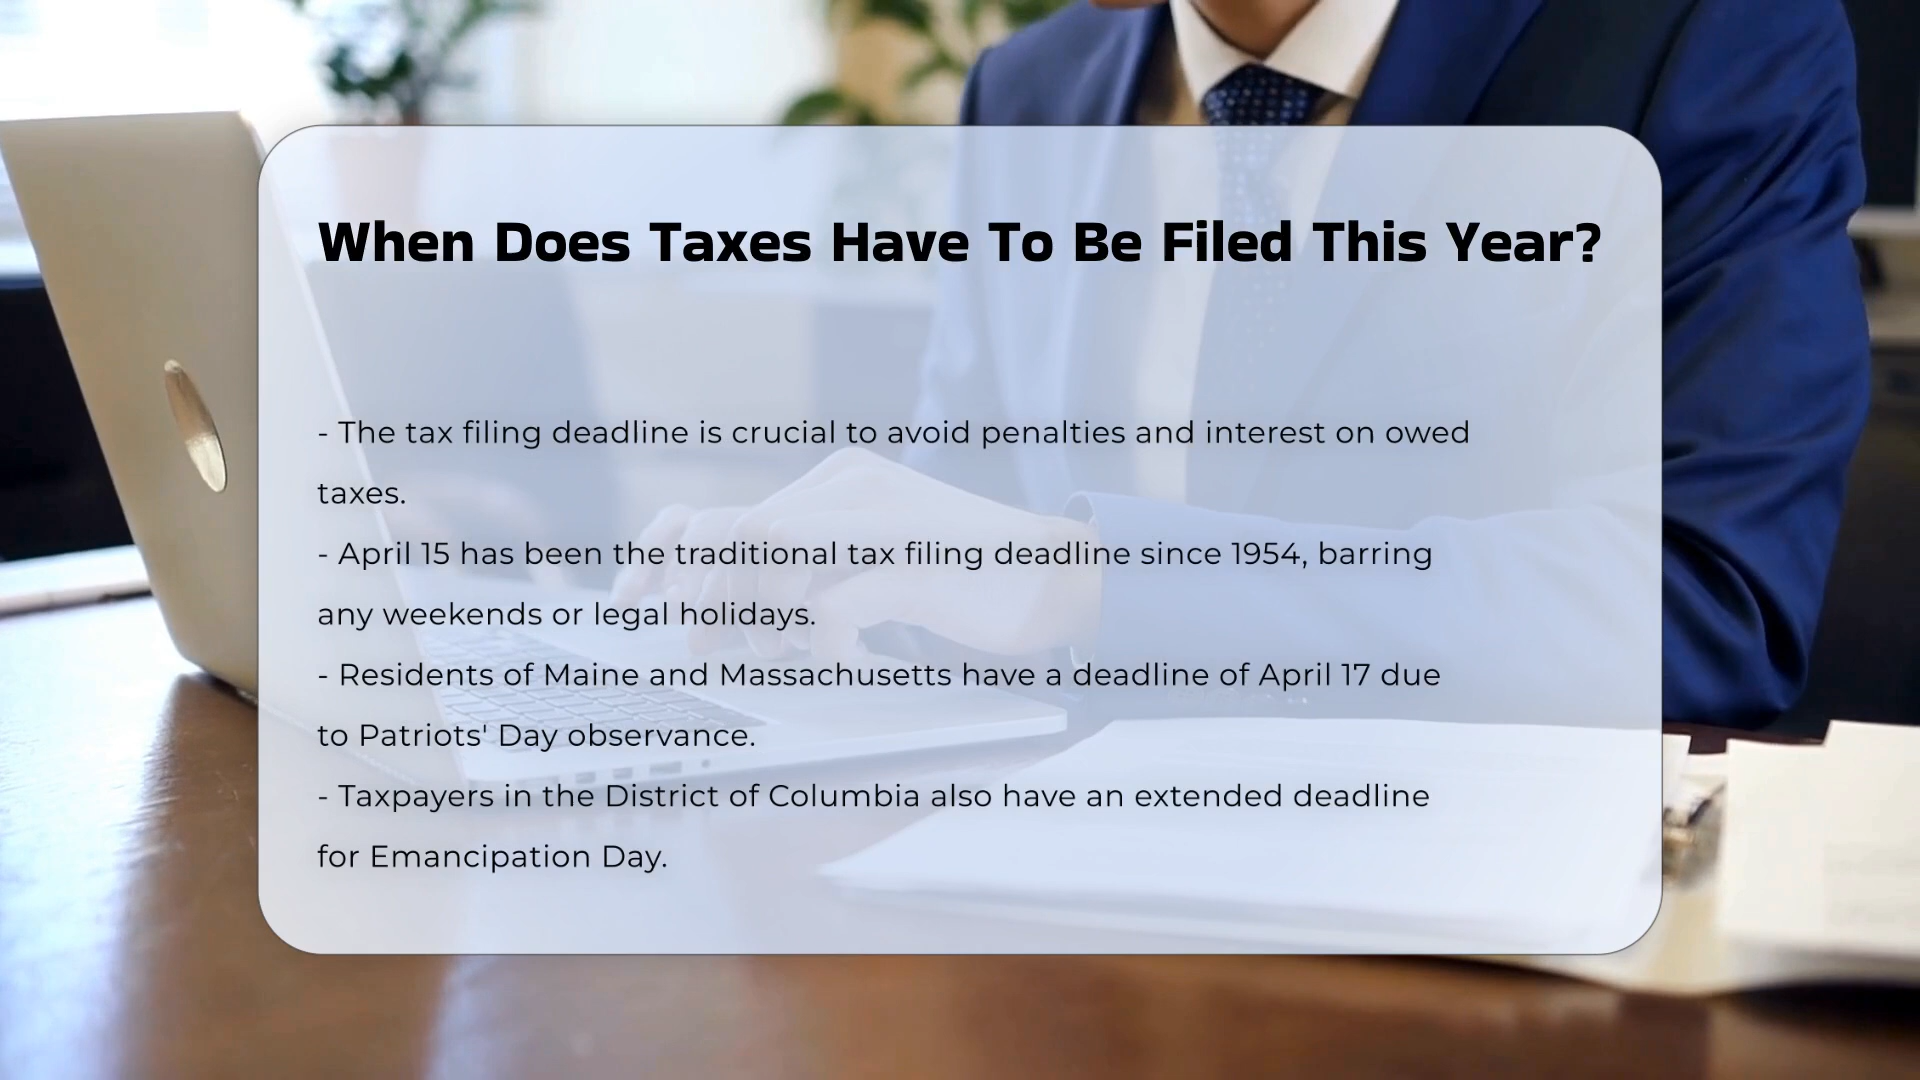 When Does Taxes Have To Be Filed This Year?
- The tax filing deadline is crucial to avoid penalties and interest on owed
taxes.
- April 15 has been the traditional tax filing deadline since 1954, barring
any weekends or legal holidays.
- Residents of Maine and Massachusetts have a deadline of April 17 due
to Patriots' Day observance.
- Taxpayers in the District of Columbia also have an extended deadline
for Emancipation Day.